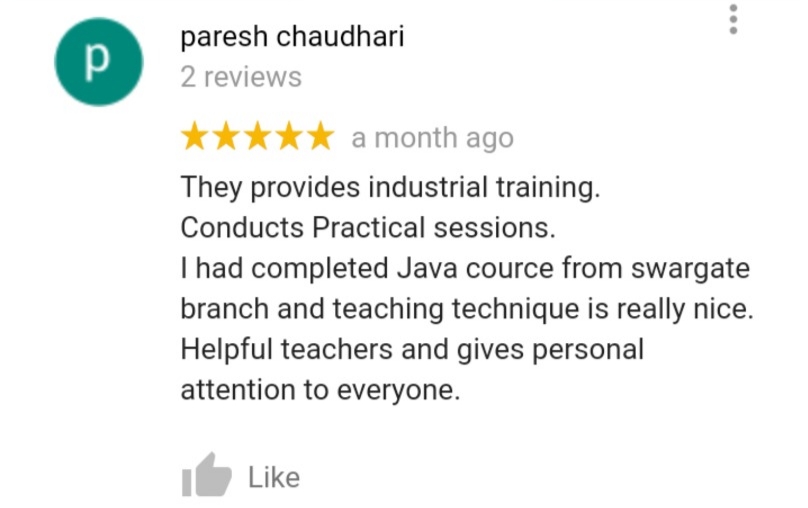 p
paresh chaudhari
2 reviews
a month ago
They provides industrial training.
Conducts Practical sessions.
I had completed Java cource from swargate
branch and teaching technique is really nice.
Helpful teachers and gives personal
attention to everyone.
Like